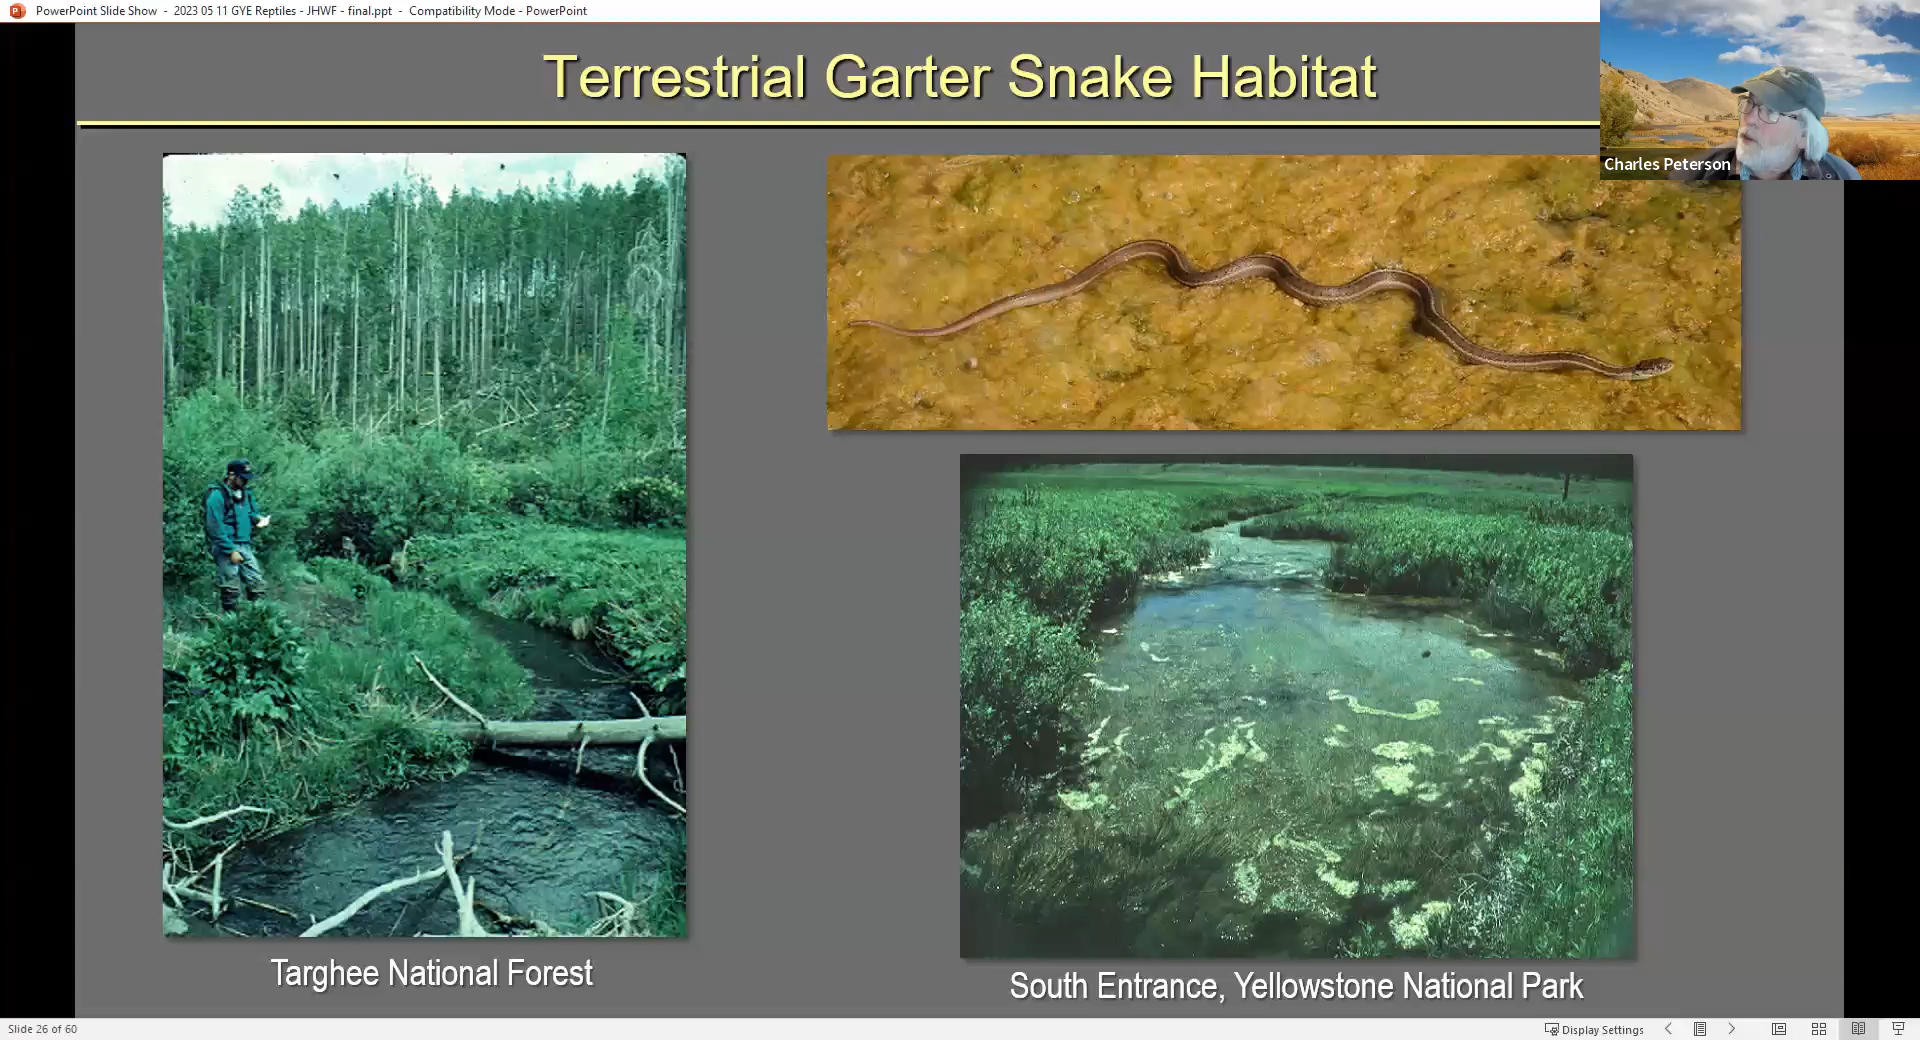 PowerPoint Slide Show - 2023 05 11 GYE Reptiles - JHWF - final.ppt - Compatibility Mode - PowerPoint
Terrestrial Garter Snake Habitat
Charles Peterson
Targhee National Forest
South Entrance, Yellowstone National Park
Slide 26 of 60
Display Settings